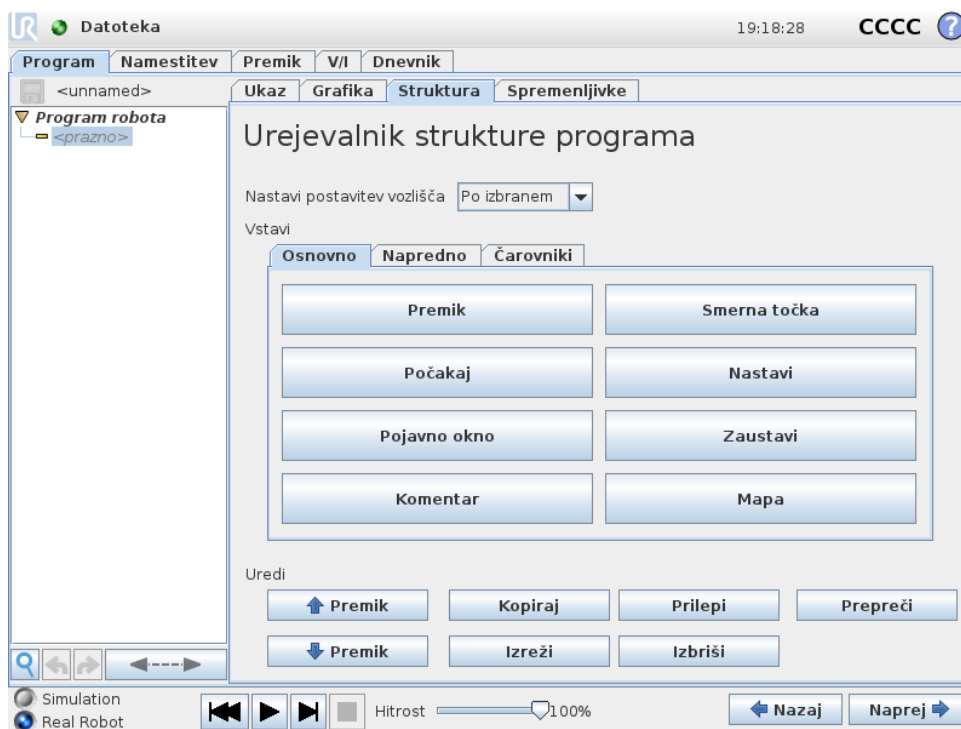 UR Datoteka 19:18:28 CCCC ?
Program Namestitev Premik V/I Dnevnik
<unnamed>
Ukaz Grafika Struktura Spremenljivke
Program robota
<prazno>
Urejevalnik strukture programa
Nastavi postavitev vozlišča Po izbranem
Vstavi
Osnovno Napredno Čarovniki
Premik Smerna točka
Počakaj Nastavi
Pojavno okno Zaustavi
Komentar Mapa
Uredi
Premik Kopiraj Prilepi Prepreči
Premik Izreži Izbriši
Simulation
Real Robot
Hitrost 100%
Nazaj Naprej